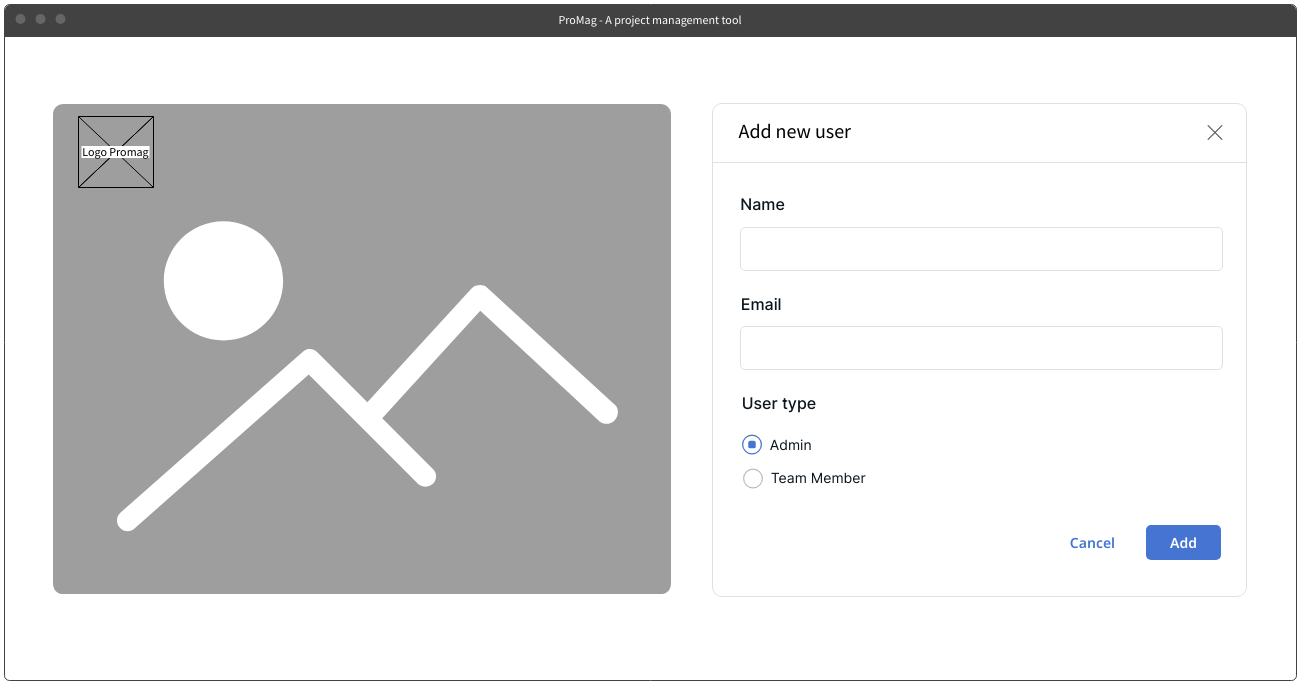 ProMag - A project management tool
Logo Promag
Add new user
Name
Email
User type
Admin
Team Member
Cancel
Add